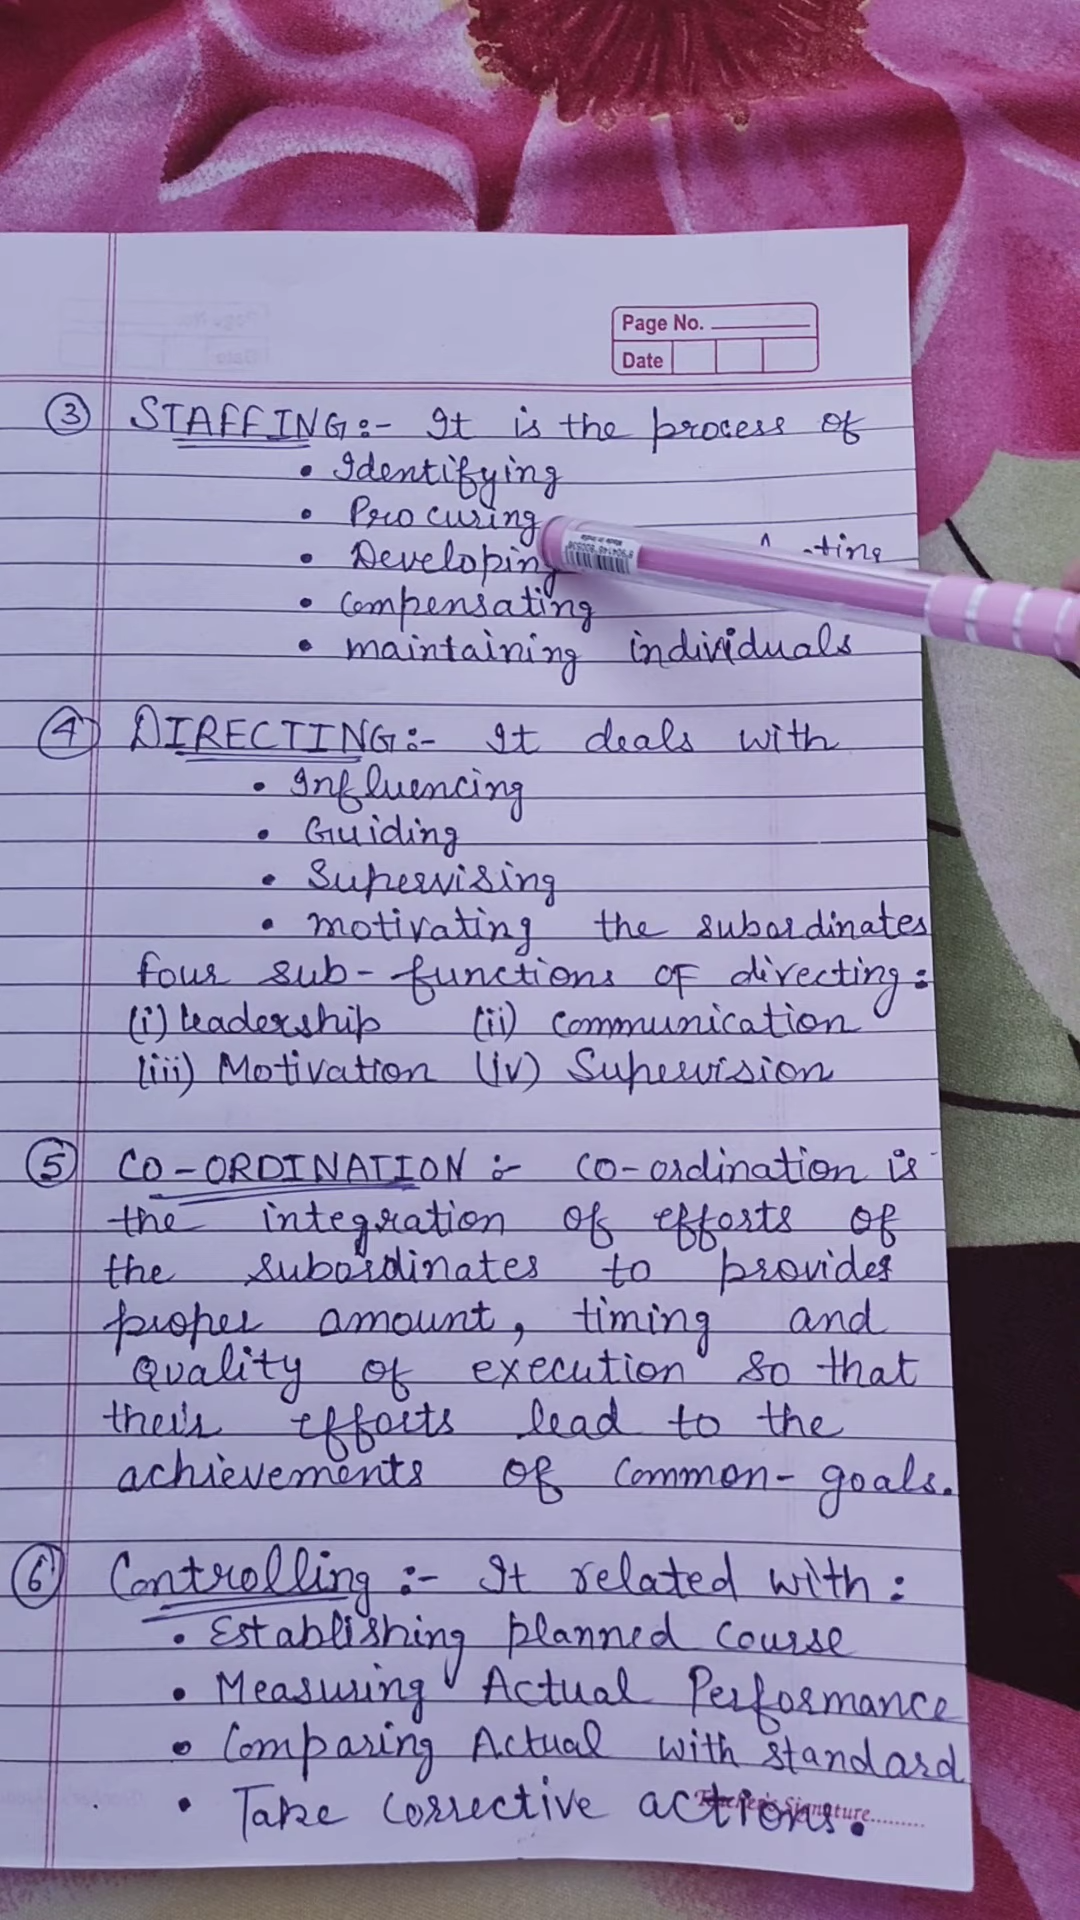 Page No.
Date
③ STAFFING:- It is the process of
• Identifying
• Procuring
• Developing
• Compensating
• maintaining individuals
④ DIRECTING:- It deals with
• Influencing
• Guiding
• Supervising
• motivating the subordinates
four sub-functions of directing:
(i) leadership (ii) communication
(iii) Motivation (iv) Supervision
⑤ CO-ORDINATION :- Co-ordination is
the integration of efforts of
the subordinates to provides
proper amount, timing and
Quality of execution so that
their efforts lead to the
achievements of common-goals.
⑥ Controlling :- It related with:
• Establishing planned course
• Measuring Actual Performance
• Comparing Actual with standard
• Take corrective actions.
Teacher's Signature.........